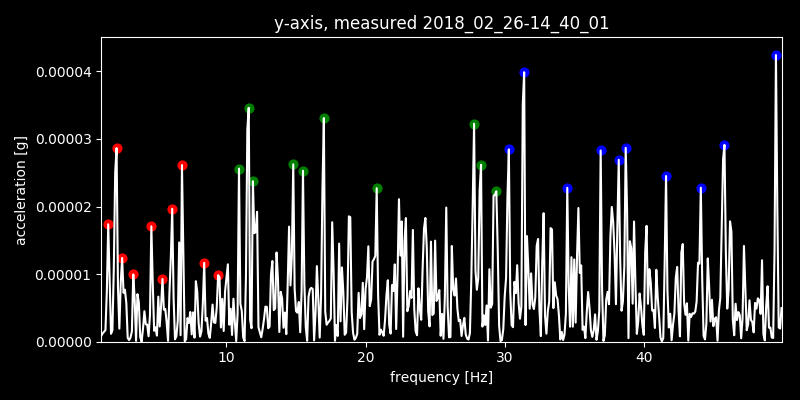 y-axis, measured 2018_02_26-14_40_01
0.00004
0.00003
0.00002
0.00001
0.00000
acceleration [g]
10 20 30 40
frequency [Hz]